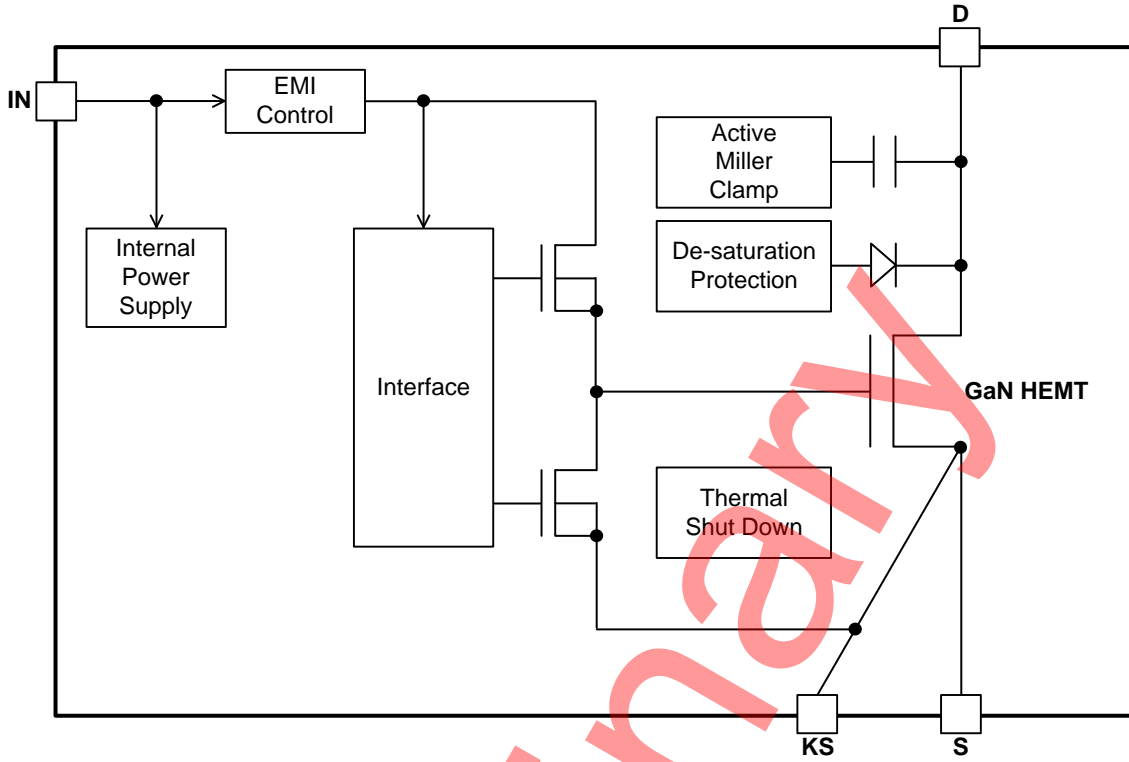 D
IN
EMI
Control
Active
Miller
Clamp
Internal
Power
Supply
De-saturation
Protection
Interface
GaN HEMT
Thermal
Shut Down
KS
S
inary